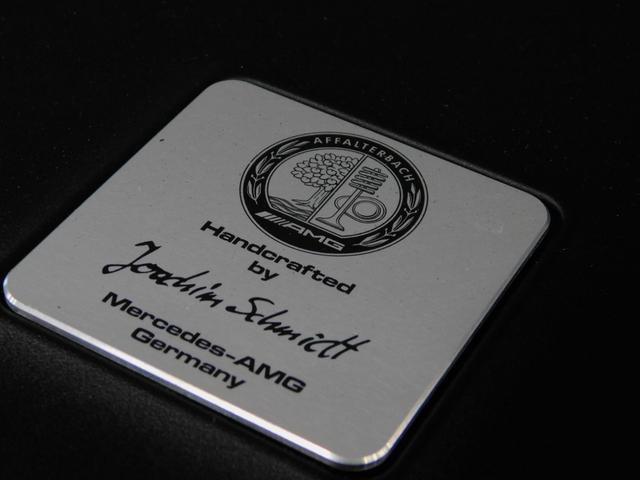 AFFALTERBACH
AMG
Handcrafted
by
Joachim Schmidt
Mercedes-AMG
Germany